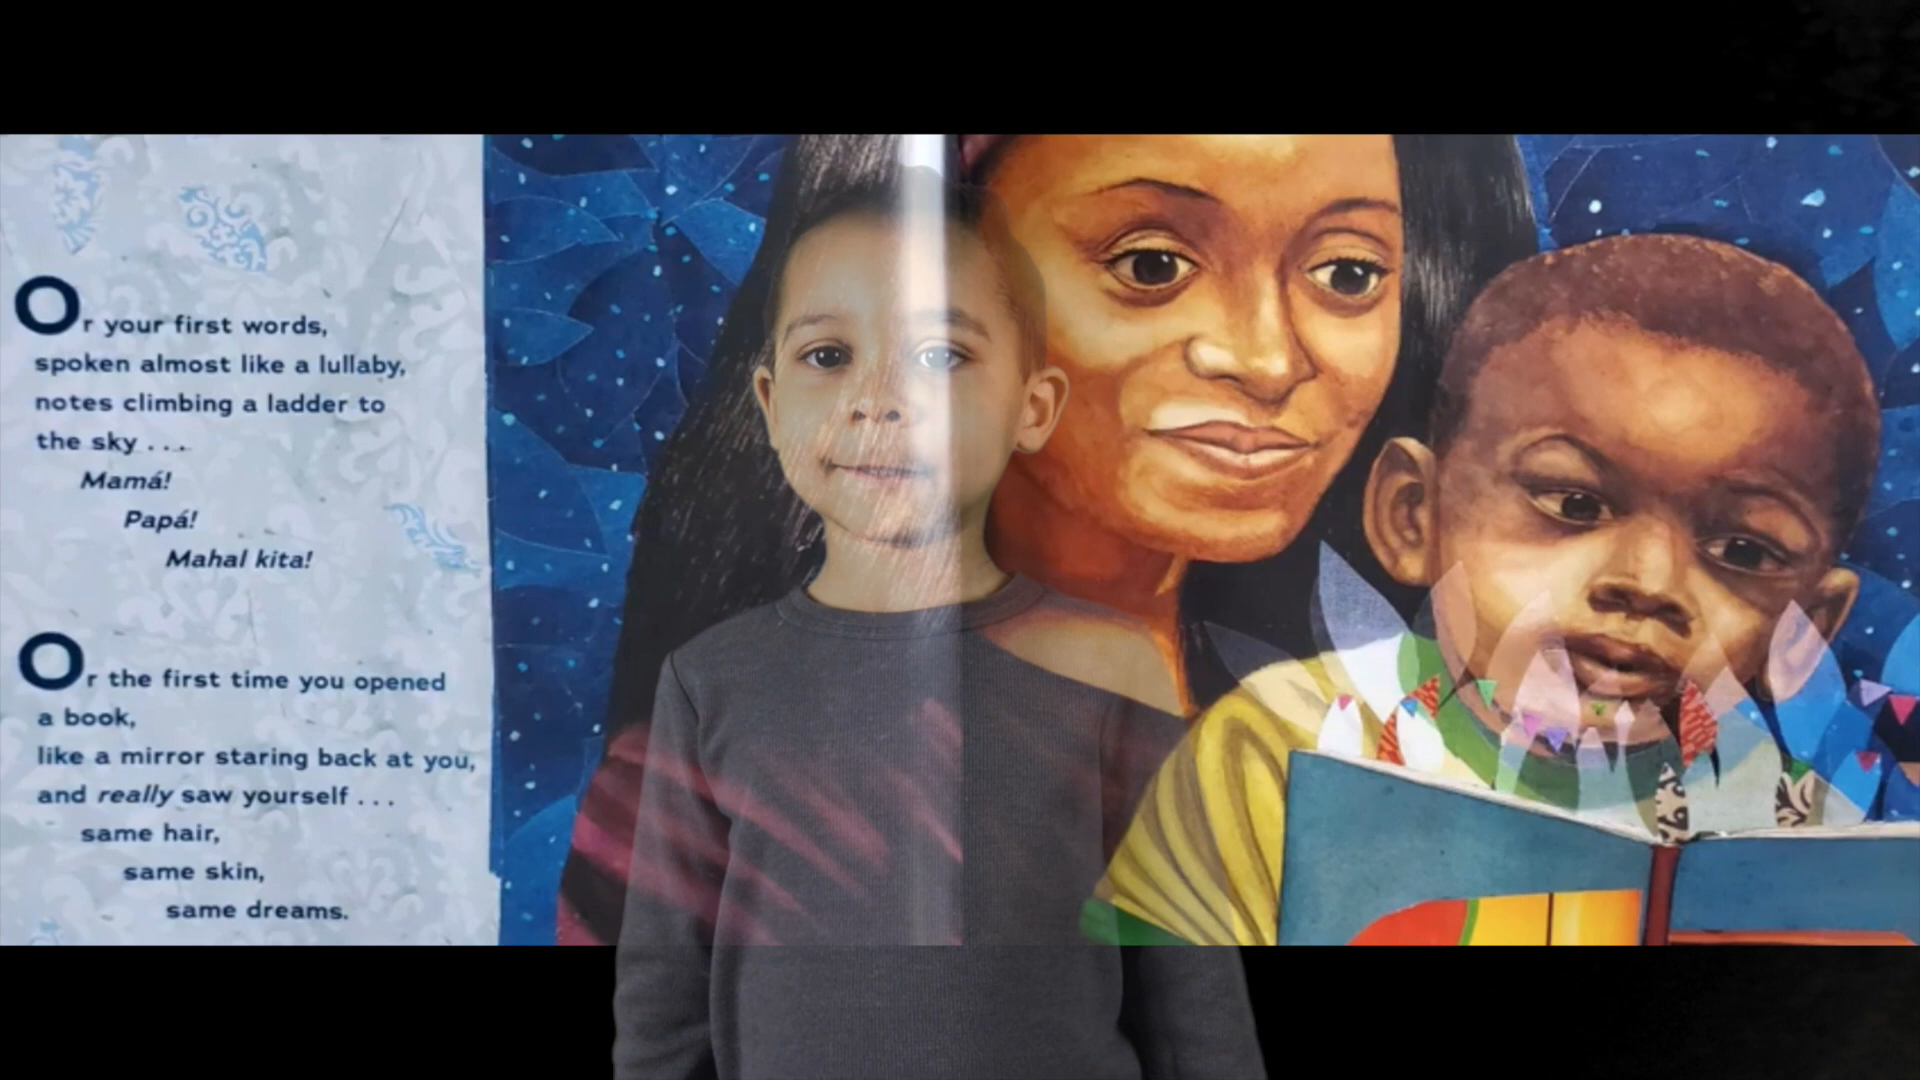 Or your first words,
spoken almost like a lullaby,
notes climbing a ladder to
the sky . . .
Mamá!
Papá!
Mahal kita!
Or the first time you opened
a book,
like a mirror staring back at you,
and really saw yourself . . .
same hair,
same skin,
same dreams.